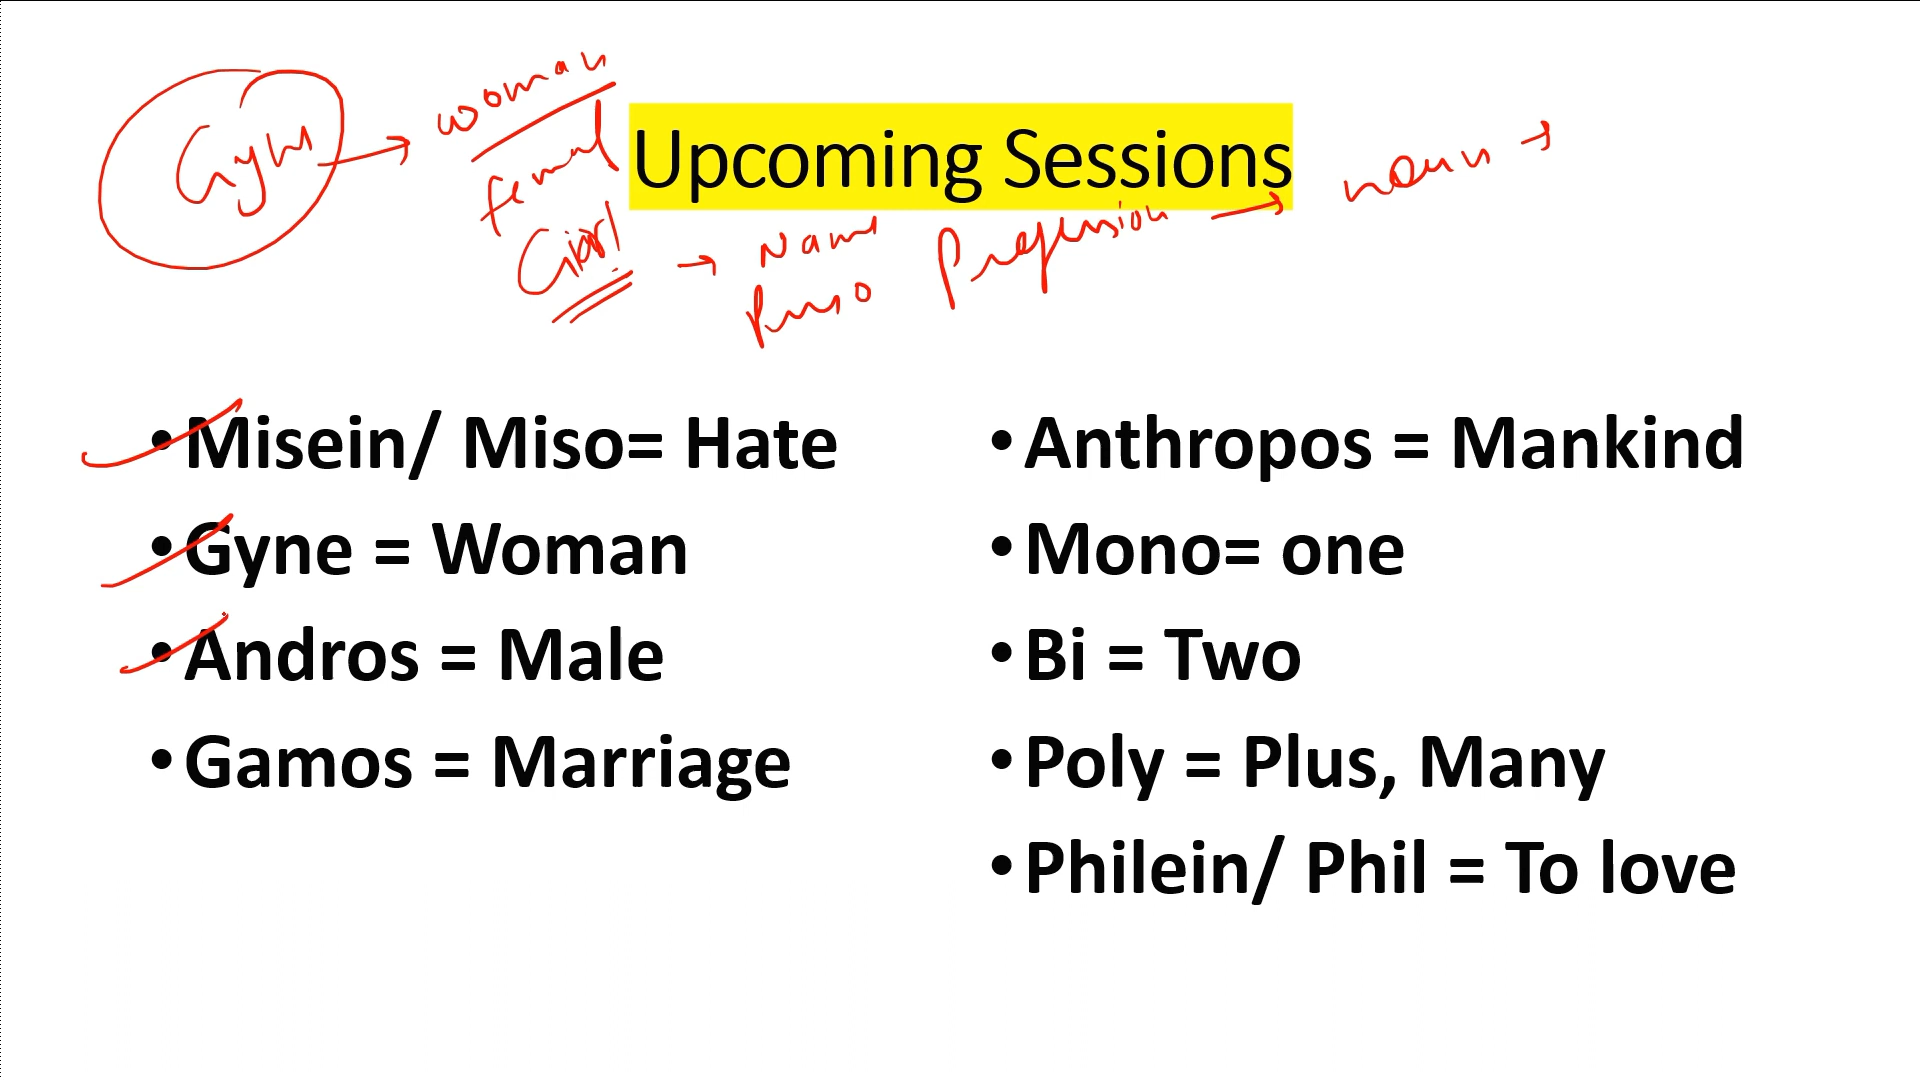 Gyn → woman
female
Girl → Name
Profession → noun →
Upcoming Sessions
• Misein/ Miso= Hate
• Gyne = Woman
• Andros = Male
• Gamos = Marriage
• Anthropos = Mankind
• Mono= one
• Bi = Two
• Poly = Plus, Many
• Philein/ Phil = To love